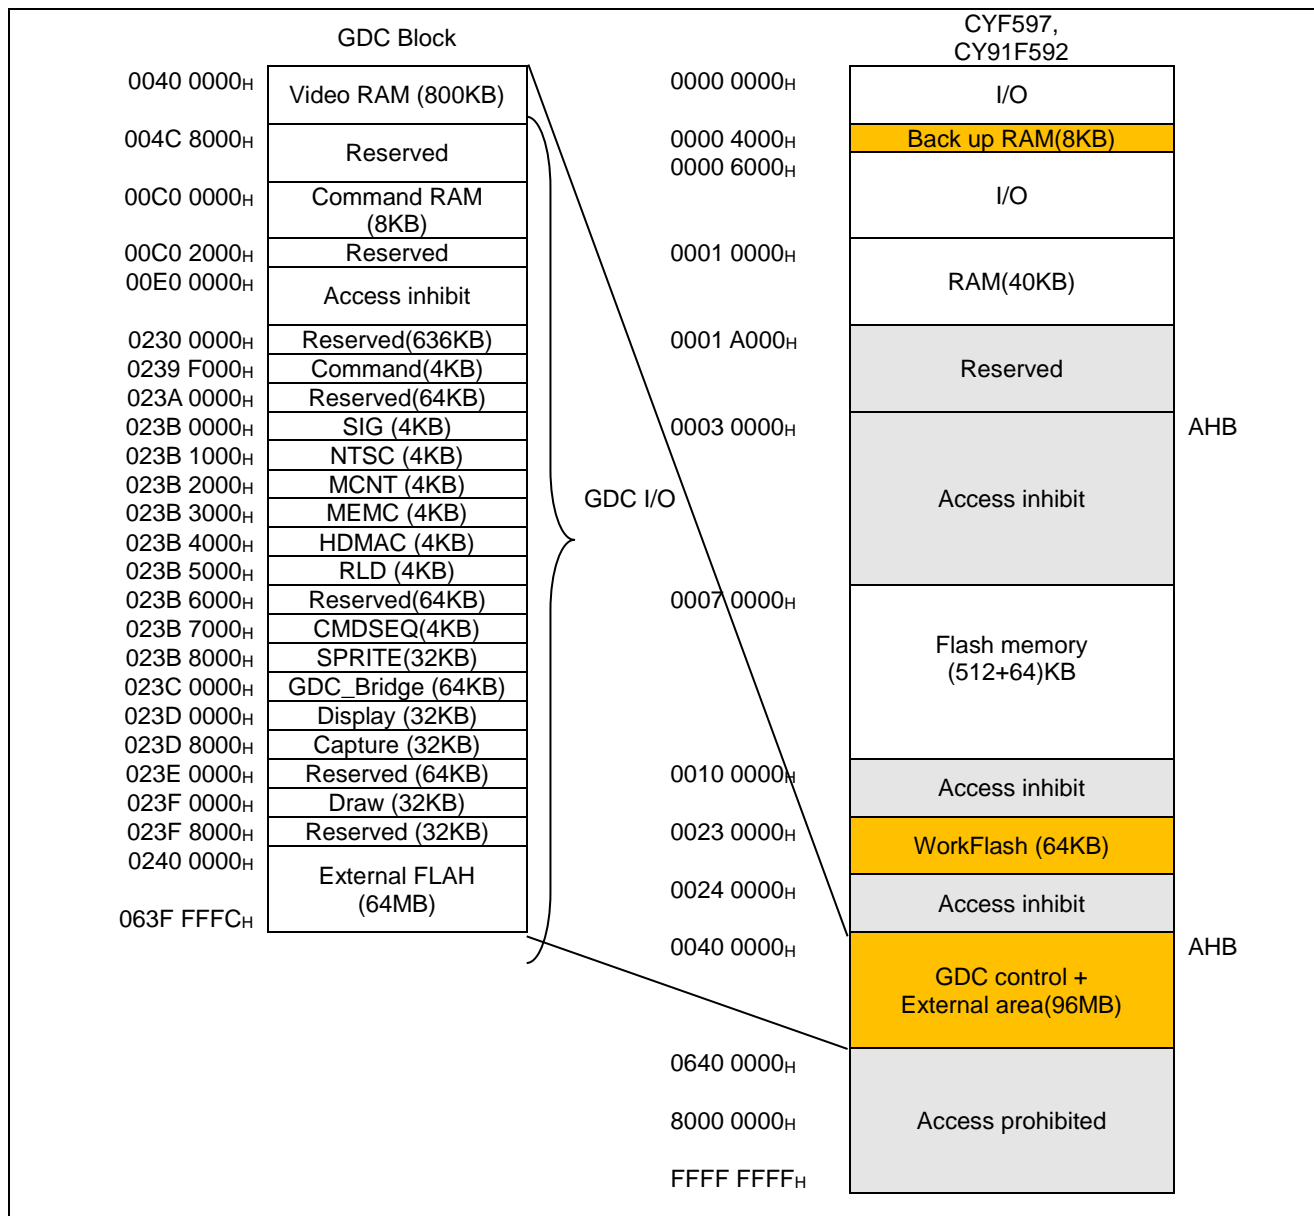 GDC Block
0040 0000H
Video RAM (800KB)
004C 8000H
Reserved
00C0 0000H
Command RAM
(8KB)
00C0 2000H
Reserved
00E0 0000H
Access inhibit
0230 0000H
Reserved(636KB)
0239 F000H
Command(4KB)
023A 0000H
Reserved(64KB)
023B 0000H
SIG (4KB)
023B 1000H
NTSC (4KB)
023B 2000H
MCNT (4KB)
023B 3000H
MEMC (4KB)
023B 4000H
HDMAC (4KB)
023B 5000H
RLD (4KB)
023B 6000H
Reserved(64KB)
023B 7000H
CMDSEQ(4KB)
023B 8000H
SPRITE(32KB)
023C 0000H
GDC_Bridge (64KB)
023D 0000H
Display (32KB)
023D 8000H
Capture (32KB)
023E 0000H
Reserved (64KB)
023F 0000H
Draw (32KB)
023F 8000H
Reserved (32KB)
0240 0000H
External FLAH
(64MB)
063F FFFCH
GDC I/O
CYF597,
CY91F592
0000 0000H
I/O
0000 4000H
Back up RAM(8KB)
0000 6000H
I/O
0001 0000H
RAM(40KB)
0001 A000H
Reserved
0003 0000H
AHB
Access inhibit
0007 0000H
Flash memory
(512+64)KB
0010 0000H
Access inhibit
0023 0000H
WorkFlash (64KB)
0024 0000H
Access inhibit
0040 0000H
AHB
GDC control +
External area(96MB)
0640 0000H
8000 0000H
Access prohibited
FFFF FFFFH